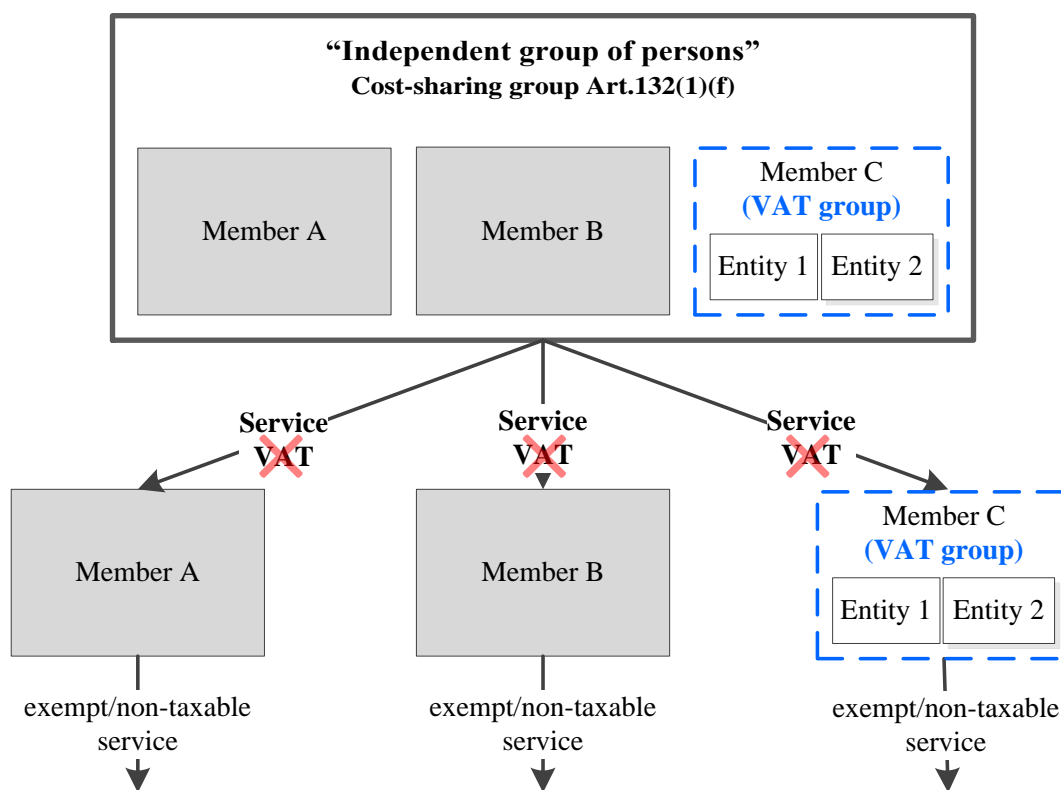 “Independent group of persons”
Cost-sharing group Art.132(1)(f)
Member A
Member B
Member C
(VAT group)
Entity 1
Entity 2
Service
VAT
Service
VAT
Service
VAT
Member A
Member B
Member C
(VAT group)
Entity 1
Entity 2
exempt/non-taxable
service
exempt/non-taxable
service
exempt/non-taxable
service